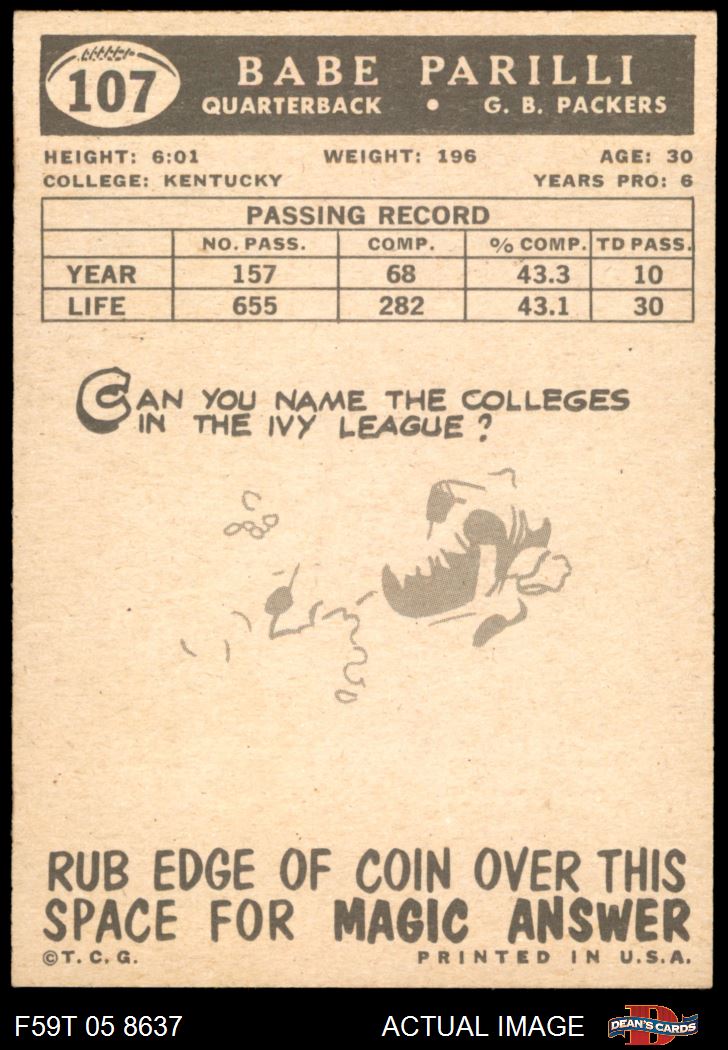 107
BABE PARILLI
QUARTERBACK • G. B. PACKERS
HEIGHT: 6:01 WEIGHT: 196 AGE: 30
COLLEGE: KENTUCKY YEARS PRO: 6
PASSING RECORD
NO. PASS. COMP. % COMP. TD PASS.
YEAR 157 68 43.3 10
LIFE 655 282 43.1 30
CAN YOU NAME THE COLLEGES
IN THE IVY LEAGUE?
RUB EDGE OF COIN OVER THIS
SPACE FOR MAGIC ANSWER
©T. C. G. PRINTED IN U.S.A.
F59T 05 8637 ACTUAL IMAGE D DEAN'S CARDS